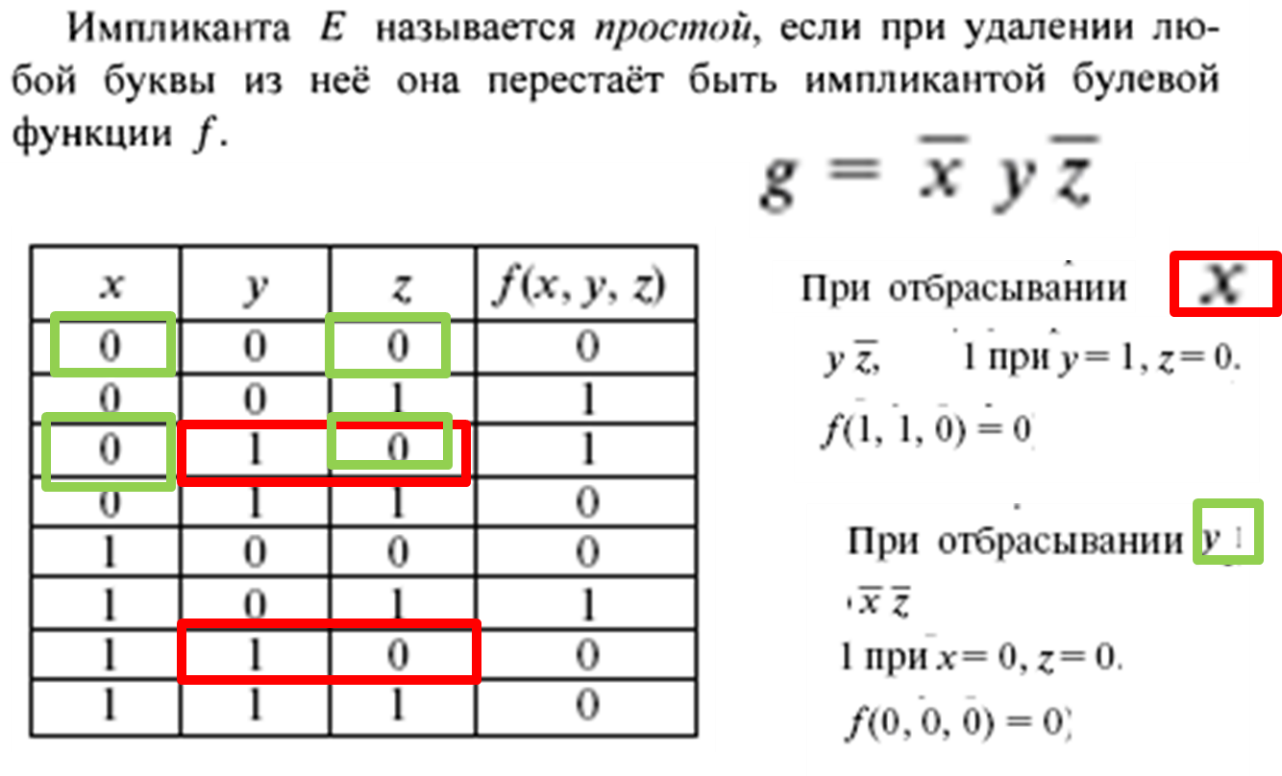 Импликанта E называется простой, если при удалении лю-
бой буквы из неё она перестаёт быть импликантой булевой
функции f.
g = x̅ y z̅
x y z f(x, y, z)
0 0 0 0
0 0 1 1
0 1 0 1
0 1 1 0
1 0 0 0
1 0 1 1
1 1 0 0
1 1 1 0
При отбрасывании x
y z̅, 1 при y = 1, z = 0.
f(1, 1, 0) = 0
При отбрасывании y
x̅ z̅
1 при x = 0, z = 0.
f(0, 0, 0) = 0